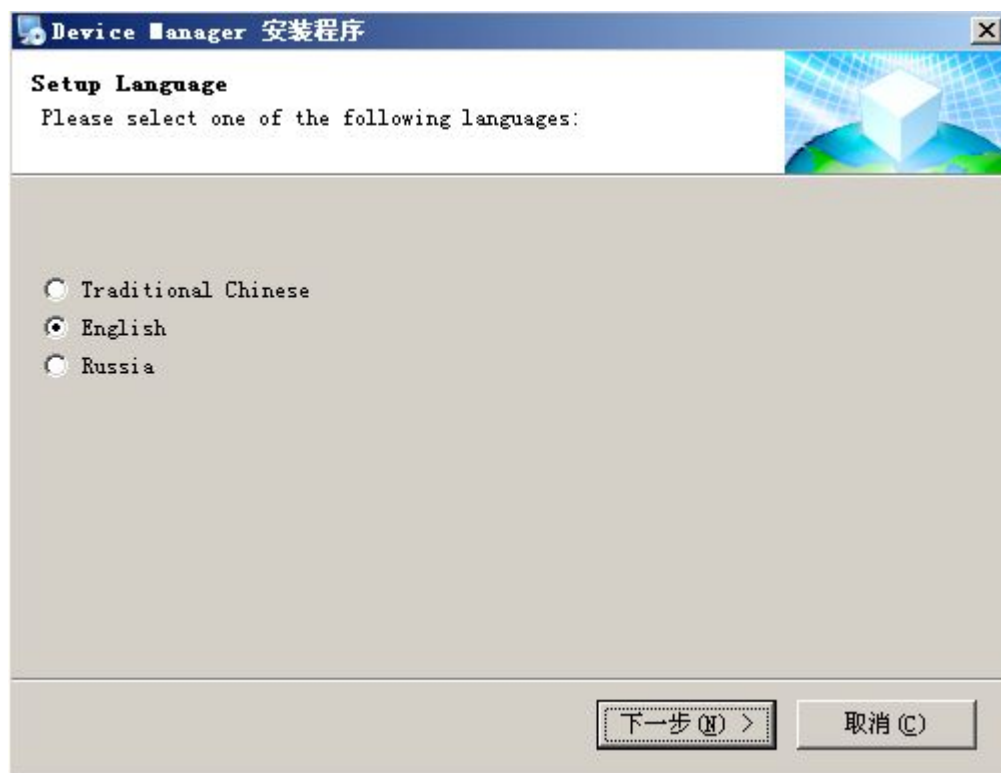 Device Manager 安装程序
Setup Language
Please select one of the following languages:
Traditional Chinese
English
Russia
下一步(N) >
取消(C)